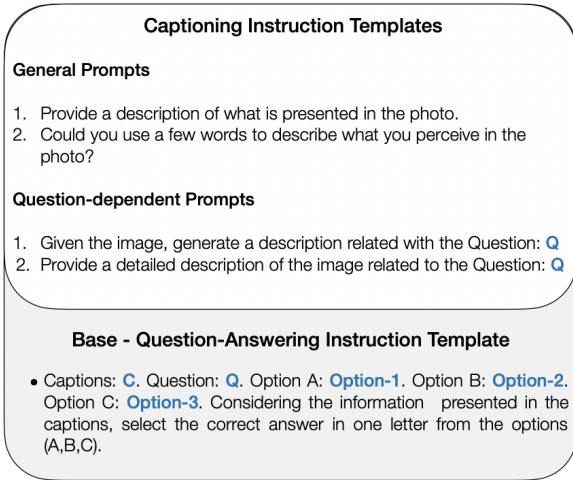 Captioning Instruction Templates
General Prompts
1. Provide a description of what is presented in the photo.
2. Could you use a few words to describe what you perceive in the
photo?
Question-dependent Prompts
1. Given the image, generate a description related with the Question: Q
2. Provide a detailed description of the image related to the Question: Q
Base - Question-Answering Instruction Template
• Captions: C. Question: Q. Option A: Option-1. Option B: Option-2.
Option C: Option-3. Considering the information presented in the
captions, select the correct answer in one letter from the options
(A,B,C).